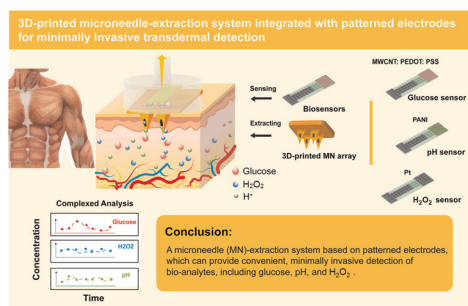 3D-printed microneedle-extraction system integrated with patterned electrodes
for minimally invasive transdermal detection
MWCNT: PEDOT: PSS
Sensing
Biosensors
Glucose sensor
Extracting
3D-printed MN array
PANI
pH sensor
Glucose
H₂O₂
H⁺
Pt
H₂O₂ sensor
Complexed Analysis
Concentration
Glucose
H2O2
pH
Time
Conclusion:
A microneedle (MN)-extraction system based on patterned electrodes,
which can provide convenient, minimally invasive detection of
bio-analytes, including glucose, pH, and H₂O₂ .